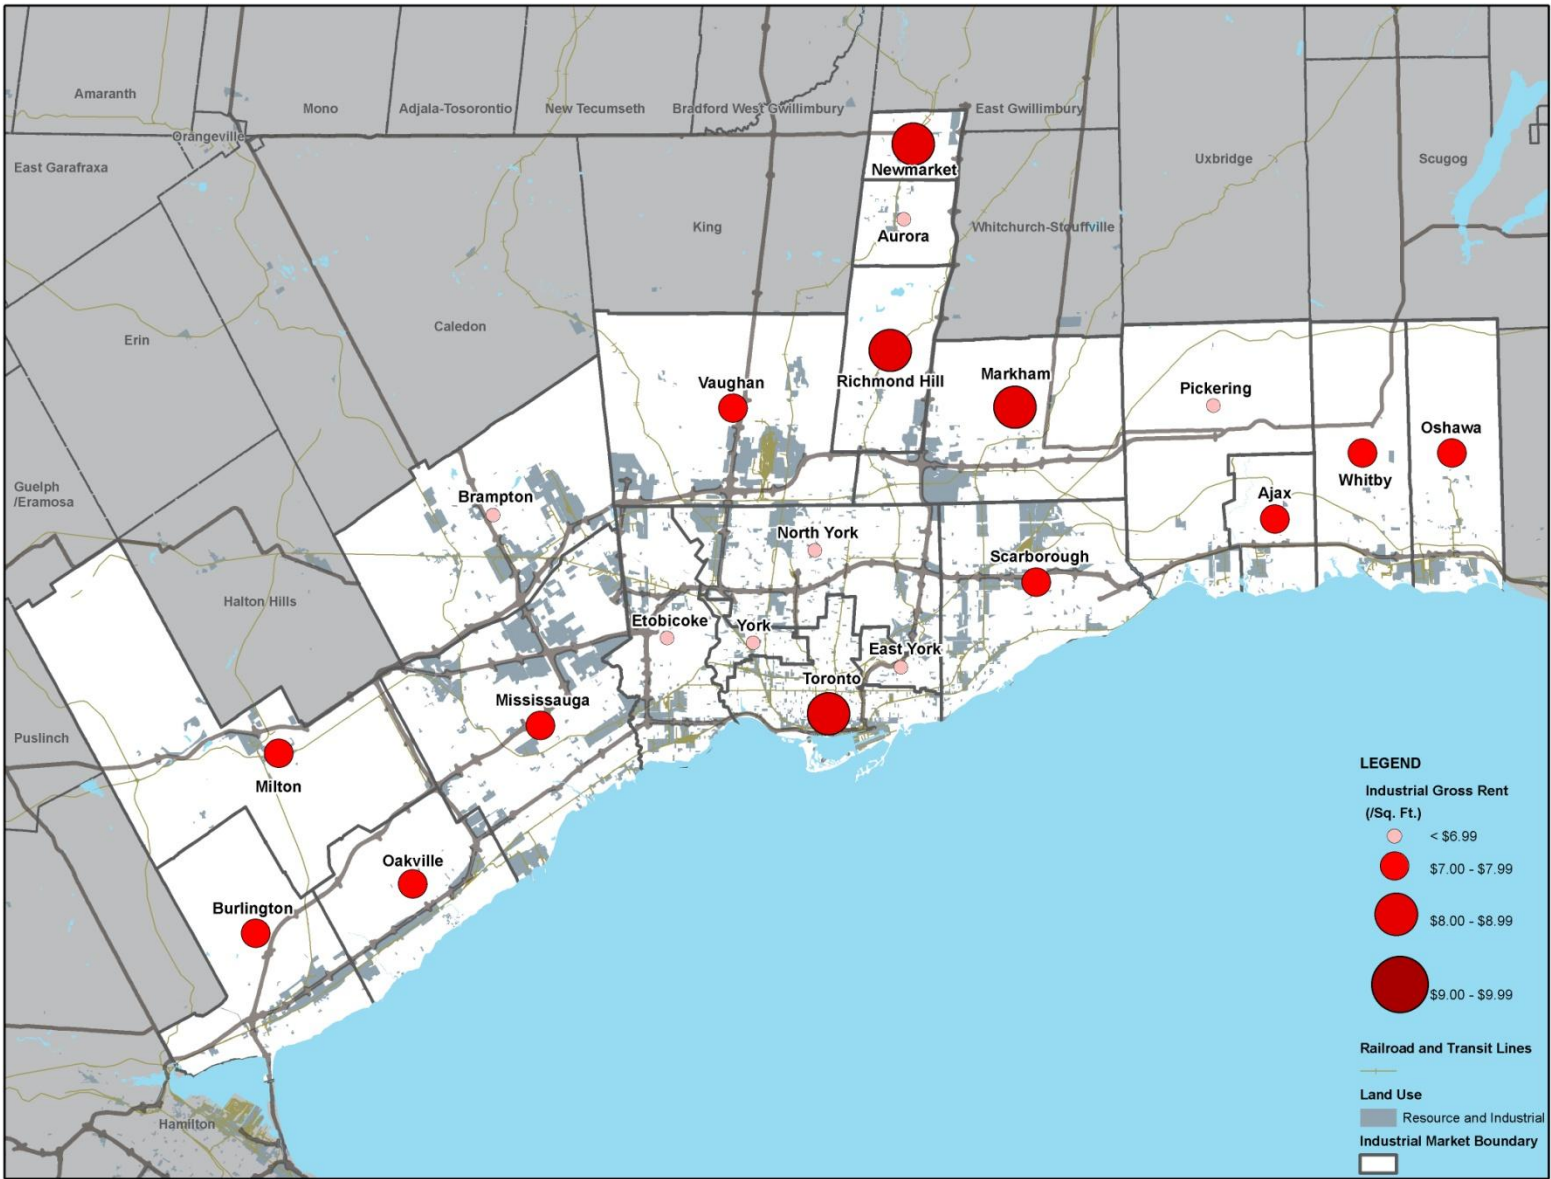 Amaranth
Mono
Adjala-Tosorontio
New Tecumseth
Bradford West Gwillimbury
East Gwillimbury
Orangeville
East Garafraxa
Newmarket
Uxbridge
Scugog
King
Aurora
Whitchurch-Stouffville
Erin
Caledon
Vaughan
Richmond Hill
Markham
Pickering
Oshawa
Guelph
/Eramosa
Brampton
Whitby
Ajax
North York
Scarborough
Halton Hills
Etobicoke
York
East York
Toronto
Mississauga
Puslinch
Milton
Oakville
Burlington
Hamilton
LEGEND
Industrial Gross Rent
(/Sq. Ft.)
< $6.99
$7.00 - $7.99
$8.00 - $8.99
$9.00 - $9.99
Railroad and Transit Lines
Land Use
Resource and Industrial
Industrial Market Boundary